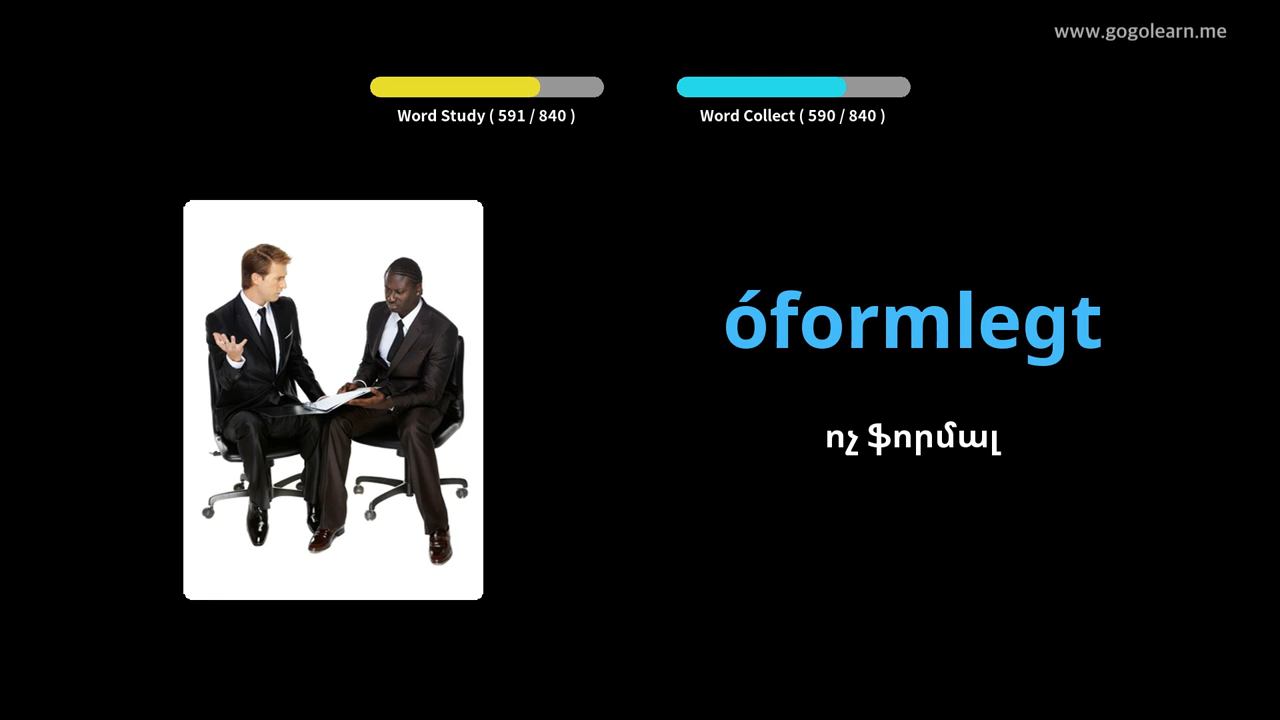 www.gogolearn.me
Word Study ( 591 / 840 )
Word Collect ( 590 / 840 )
óformlegt
ոչ ֆորմալ